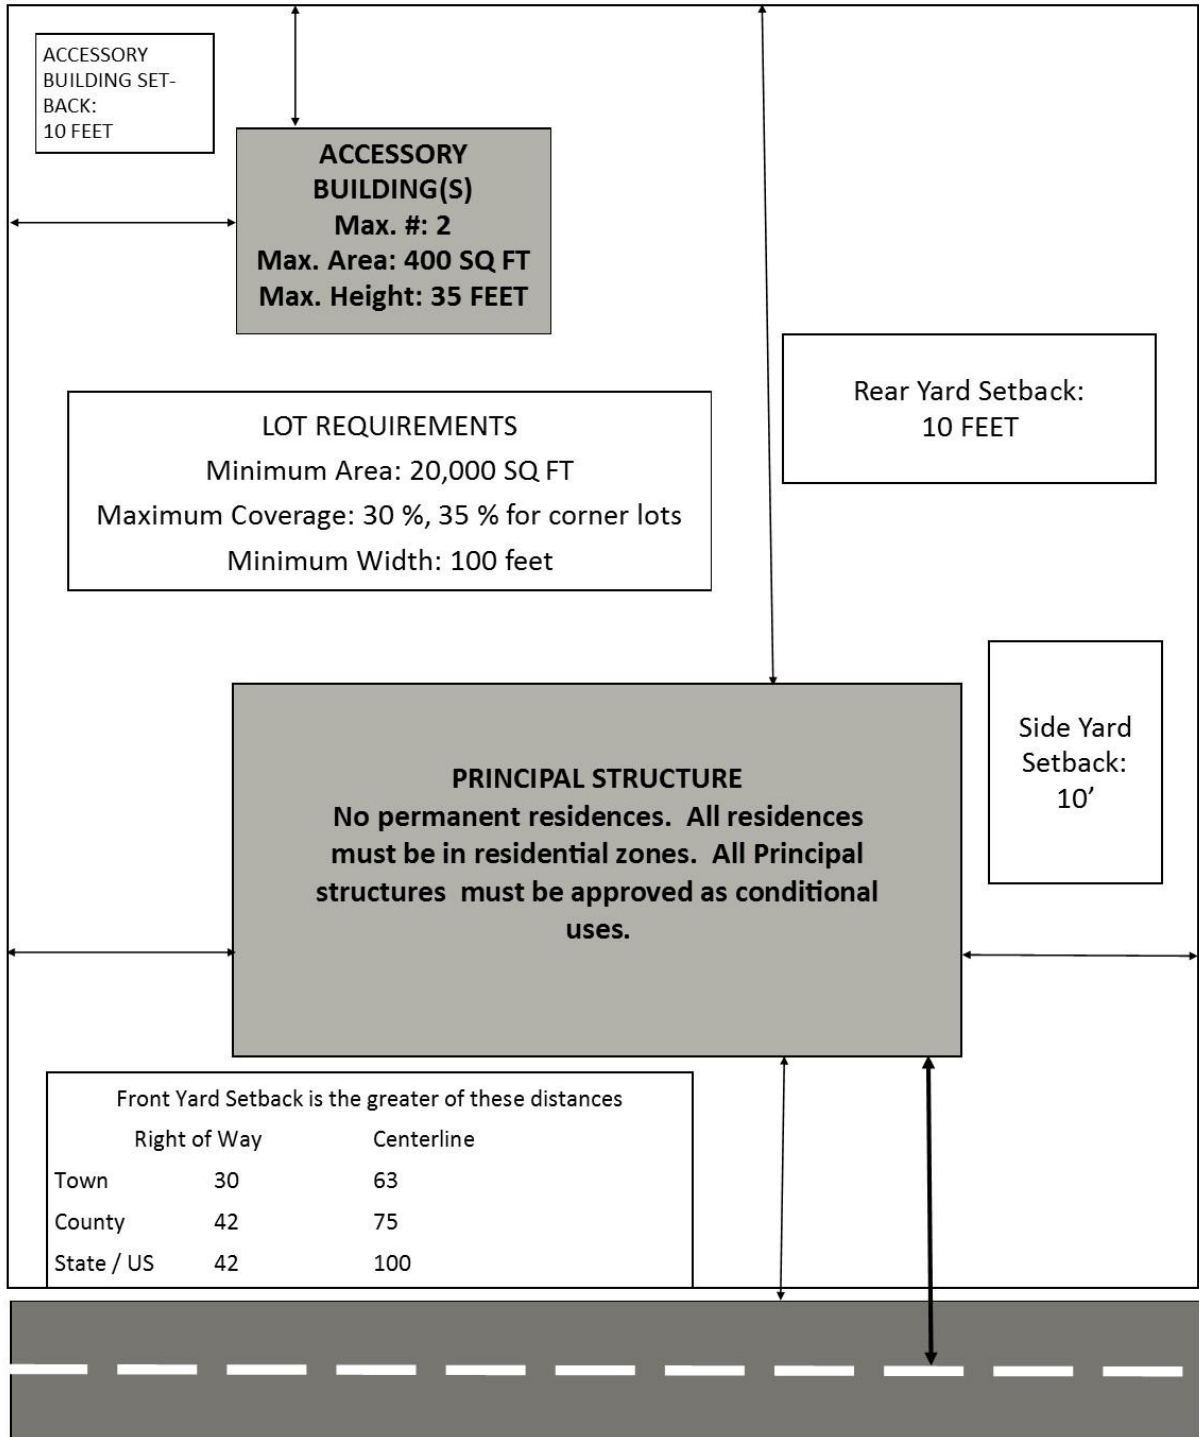 ACCESSORY
BUILDING SET-
BACK:
10 FEET
ACCESSORY
BUILDING(S)
Max. #: 2
Max. Area: 400 SQ FT
Max. Height: 35 FEET
Rear Yard Setback:
10 FEET
LOT REQUIREMENTS
Minimum Area: 20,000 SQ FT
Maximum Coverage: 30 %, 35 % for corner lots
Minimum Width: 100 feet
Side Yard
Setback:
10’
PRINCIPAL STRUCTURE
No permanent residences.  All residences
must be in residential zones.  All Principal
structures  must be approved as conditional
uses.
Front Yard Setback is the greater of these distances
Right of Way Centerline
Town 30 63
County 42 75
State / US 42 100